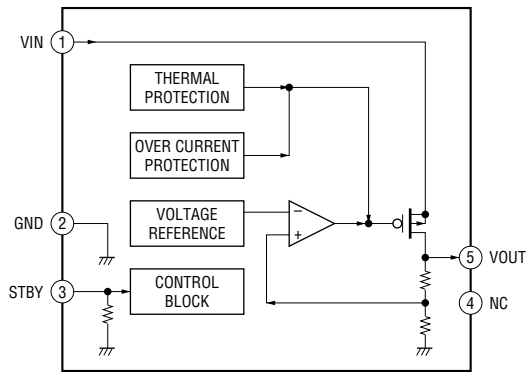 VIN 1
THERMAL
PROTECTION
OVER CURRENT
PROTECTION
GND 2
VOLTAGE
REFERENCE
−
+
5 VOUT
STBY 3
CONTROL
BLOCK
4 NC